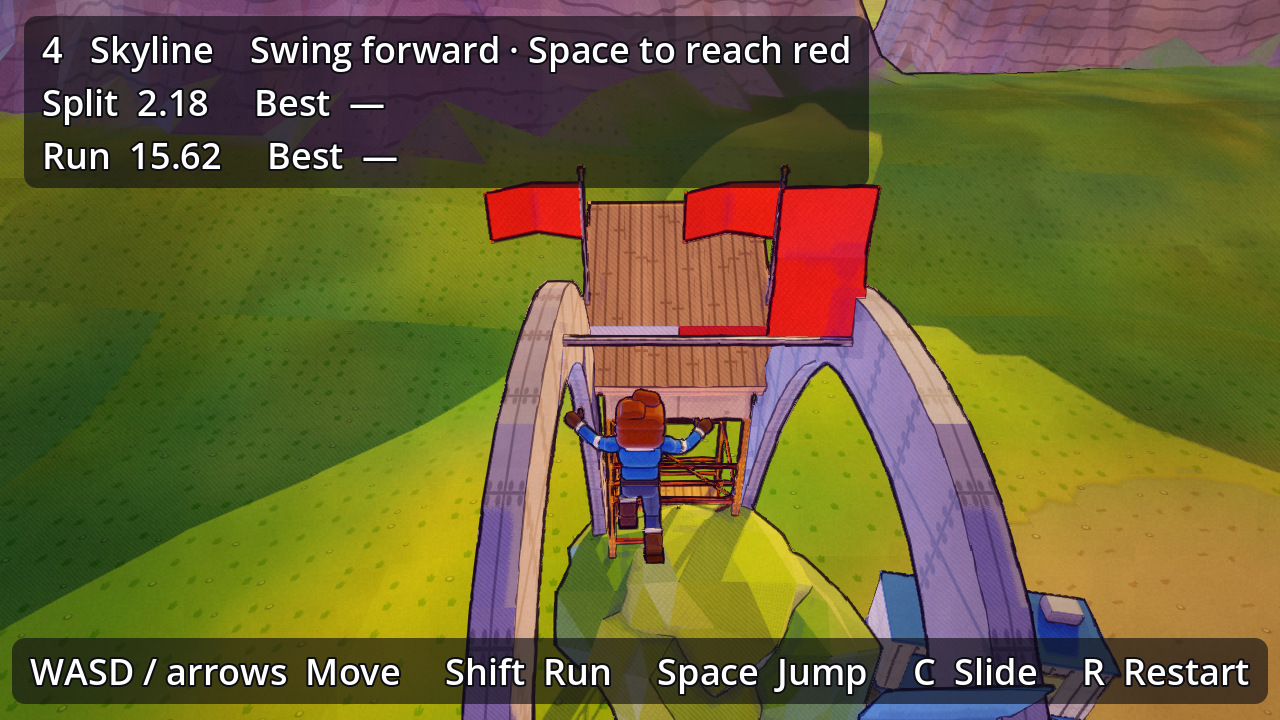 4 Skyline Swing forward · Space to reach red
Split 2.18 Best —
Run 15.62 Best —
WASD / arrows Move Shift Run Space Jump C Slide R Restart